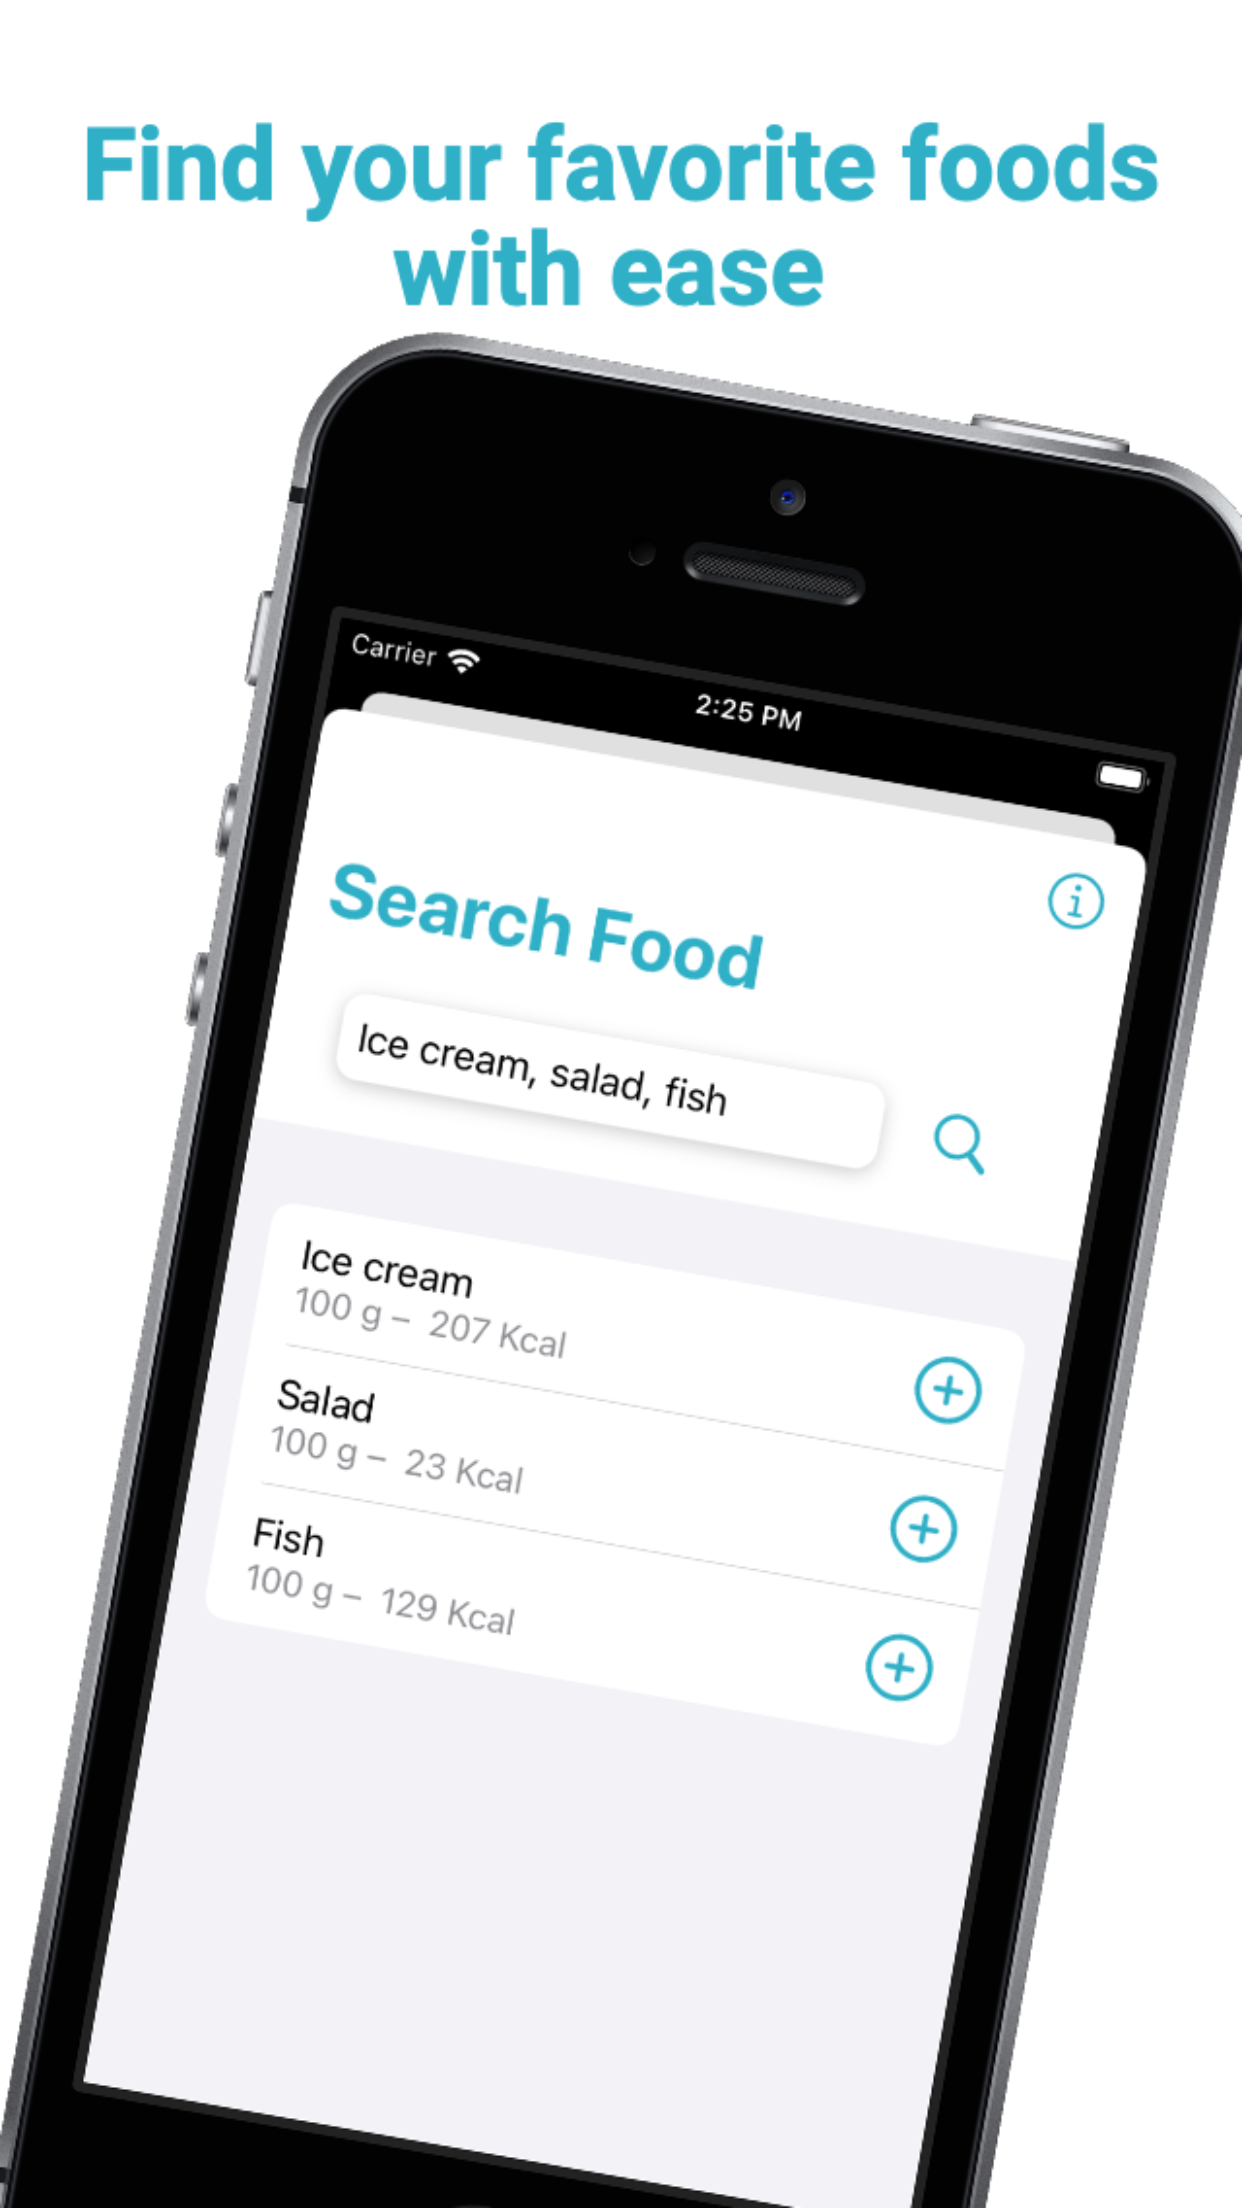 Find your favorite foods
with ease
Carrier
2:25 PM
Search Food
Ice cream, salad, fish
Ice cream
100 g – 207 Kcal
Salad
100 g – 23 Kcal
Fish
100 g – 129 Kcal